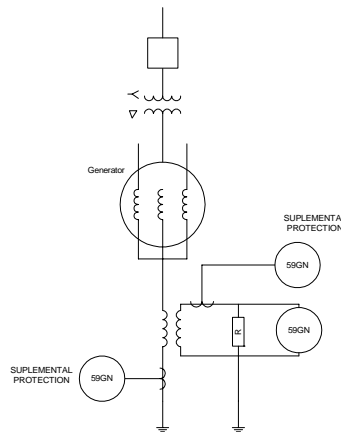 Generator
SUPLEMENTA
PROTECTION
59GN
R
59GN
SUPLEMENTAL
PROTECTION
59GN